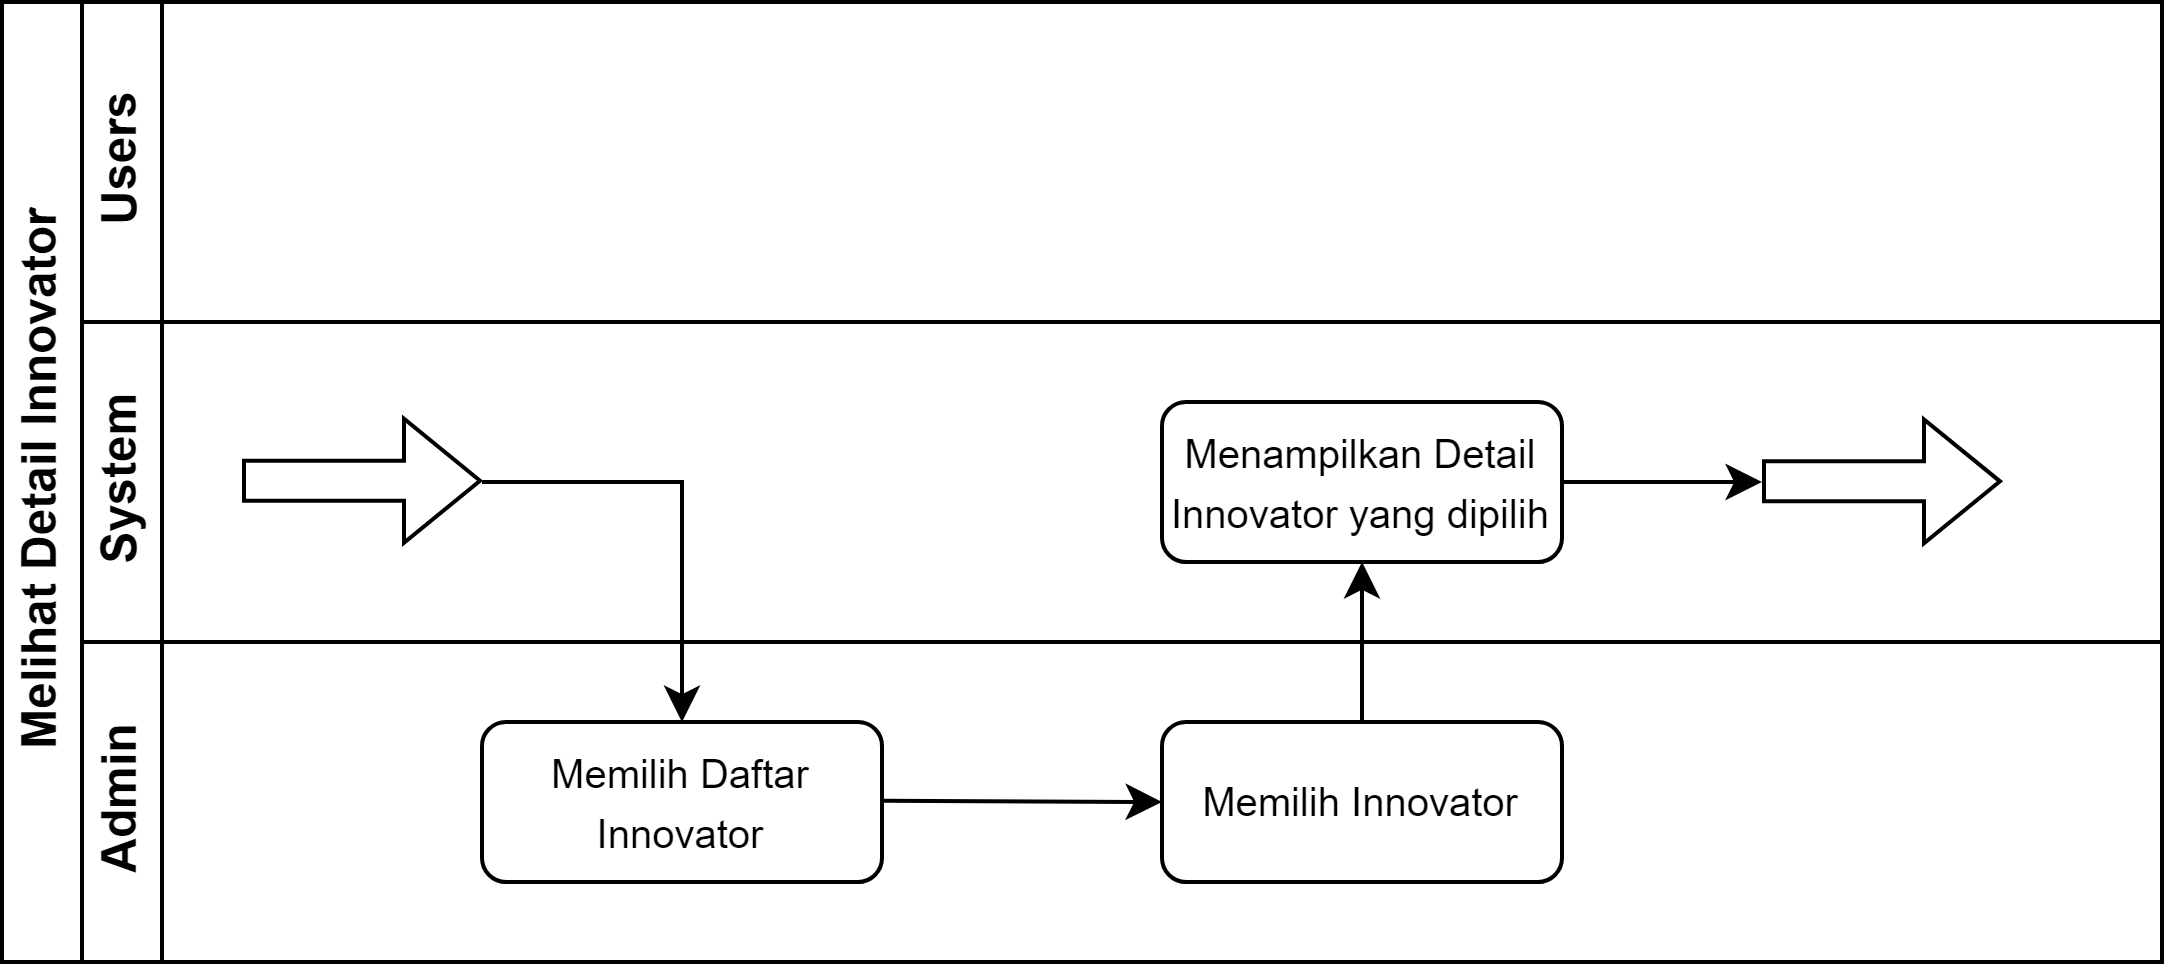 Melihat Detail Innovator
Users
System
Menampilkan Detail
Innovator yang dipilih
Admin
Memilih Daftar
Innovator
Memilih Innovator